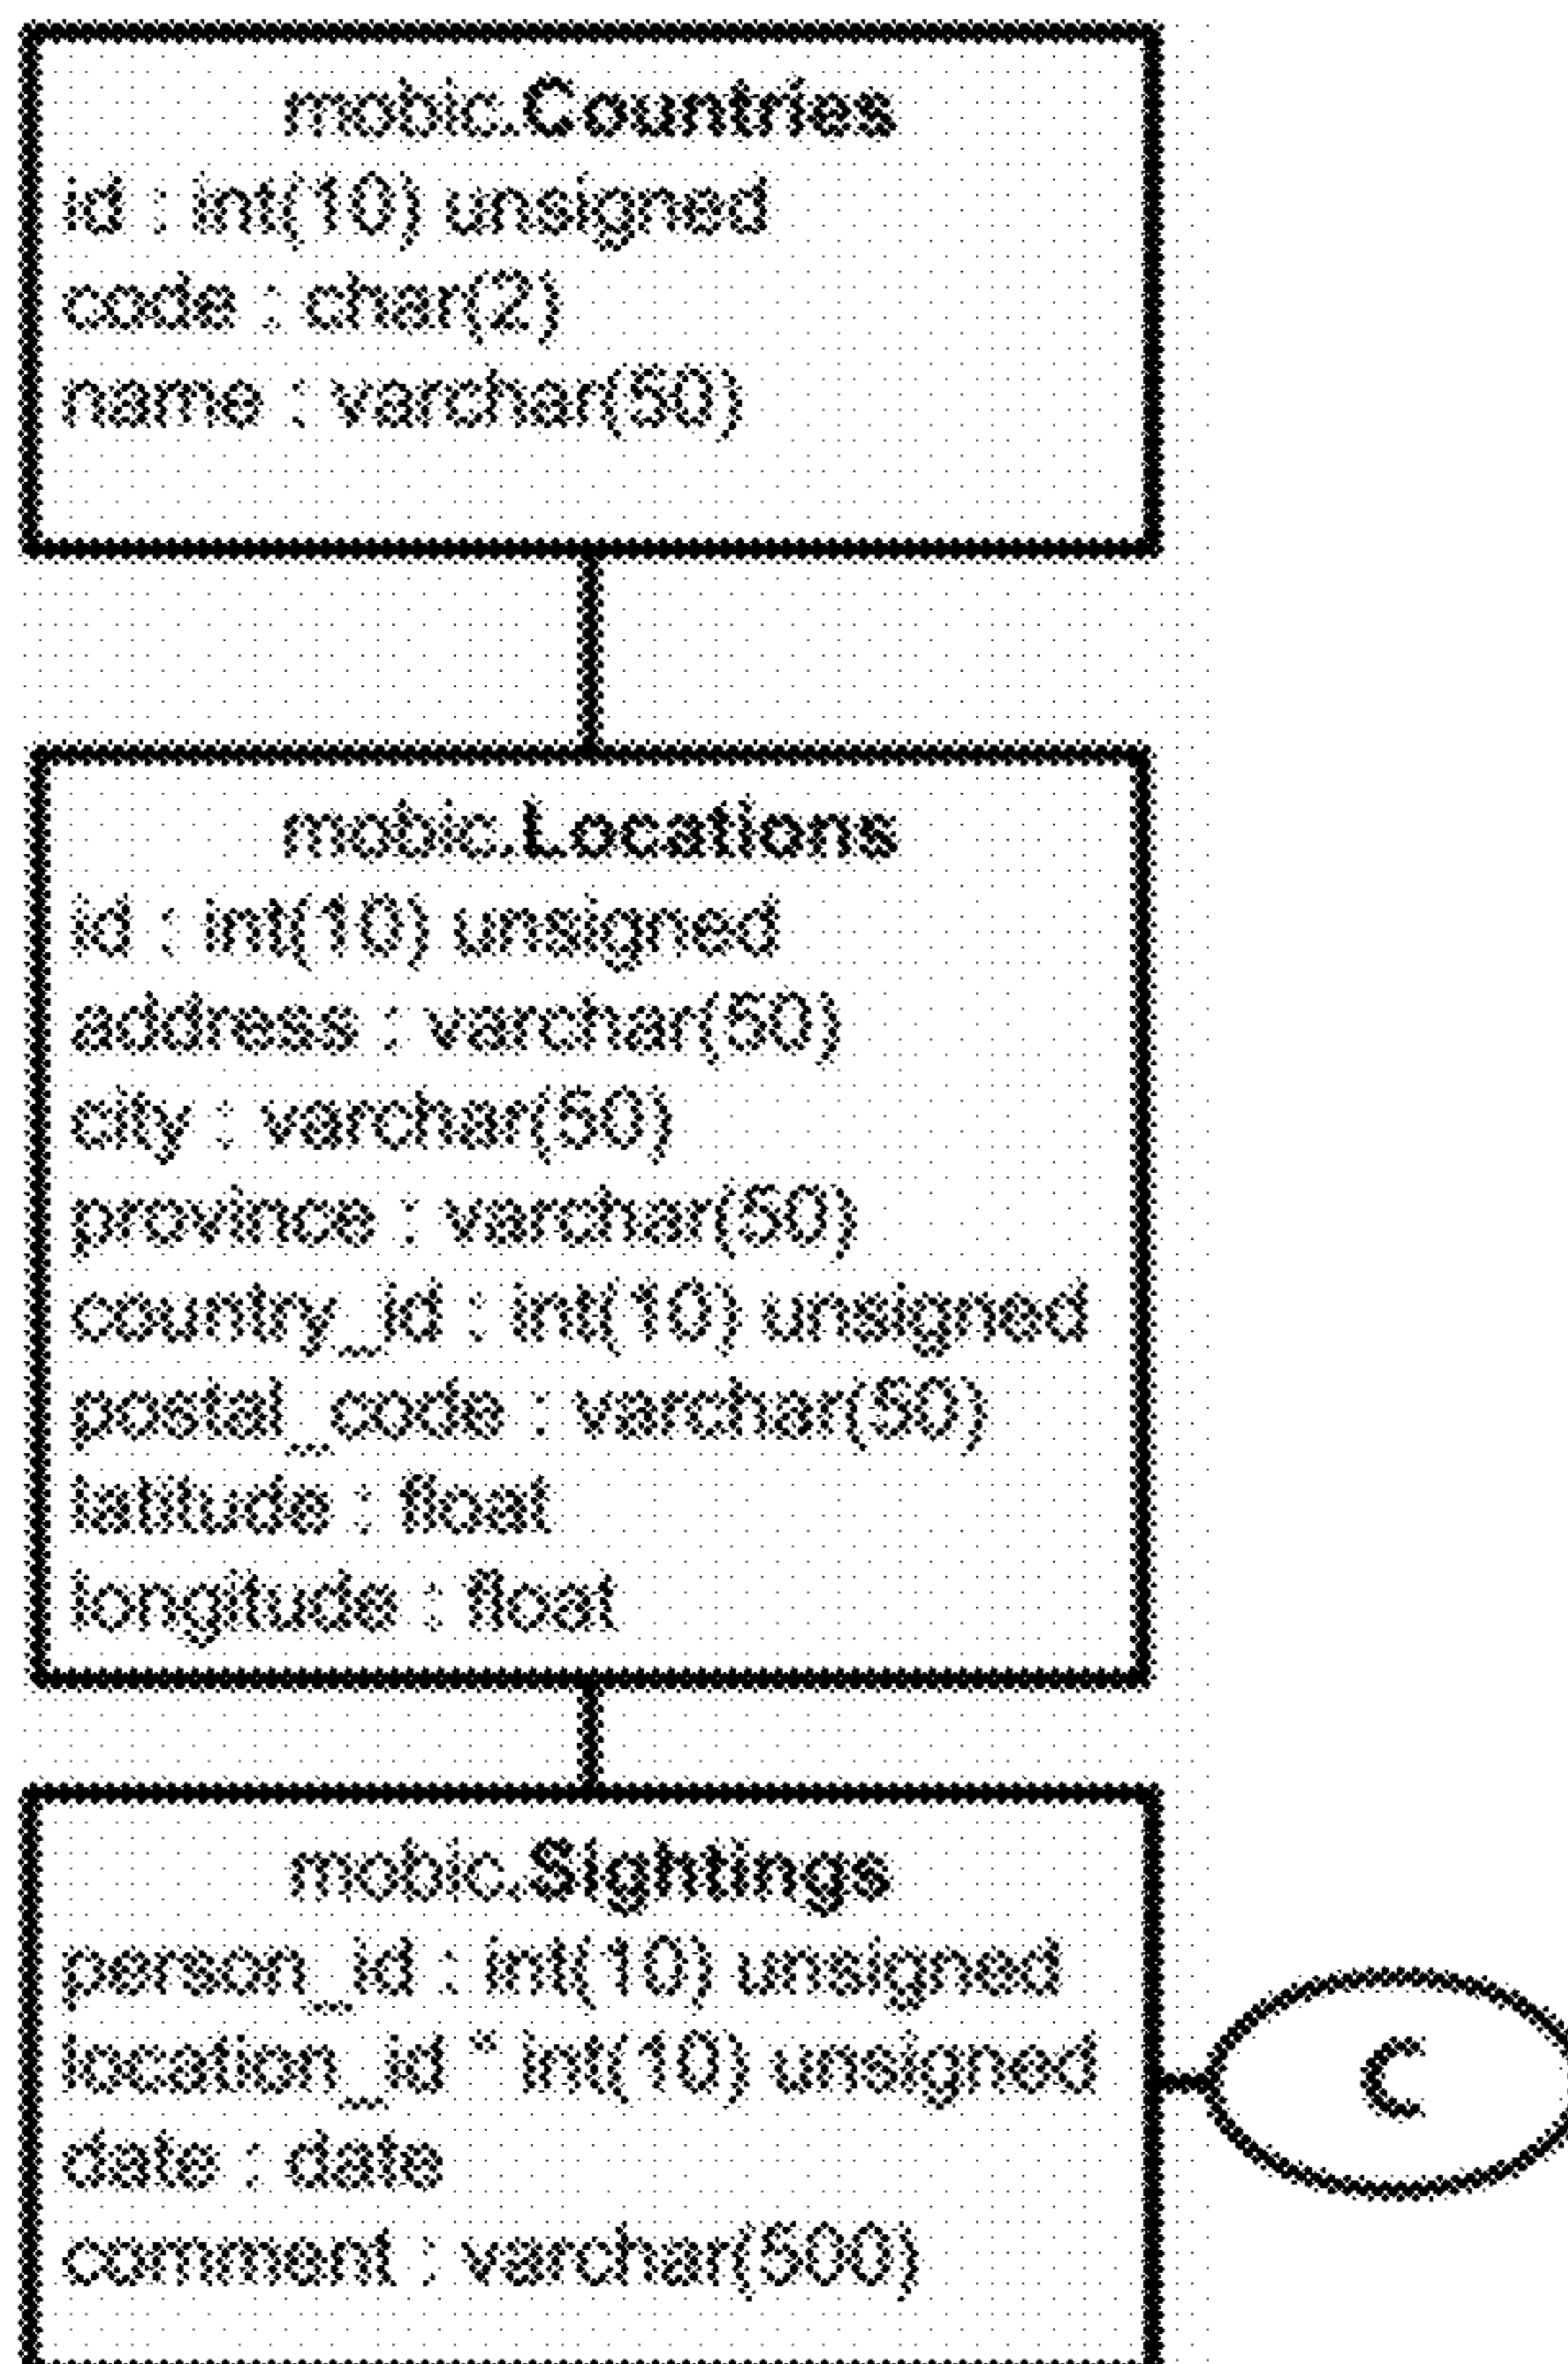 mobic.Countries
id : int(10) unsigned
code : char(2)
name : varchar(50)
mobic.Locations
id : int(10) unsigned
address : varchar(50)
city : varchar(50)
province : varchar(50)
country_id : int(10) unsigned
postal_code : varchar(50)
latitude : float
longitude : float
mobic.Sightings
person_id : int(10) unsigned
location_id " int(10) unsigned
C
date : date
comment : varchar(500)